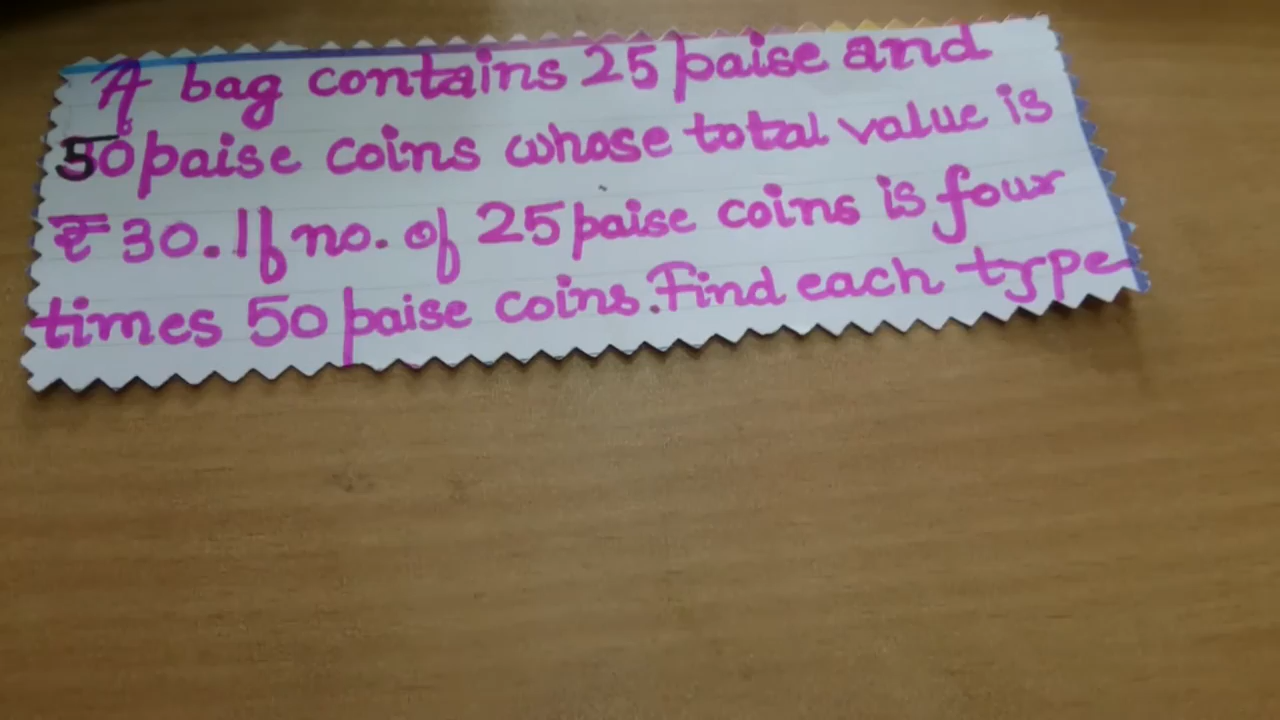 A bag contains 25 paise and
50 paise coins whose total value is
₹ 30. If no. of 25 paise coins is four
times 50 paise coins. Find each type